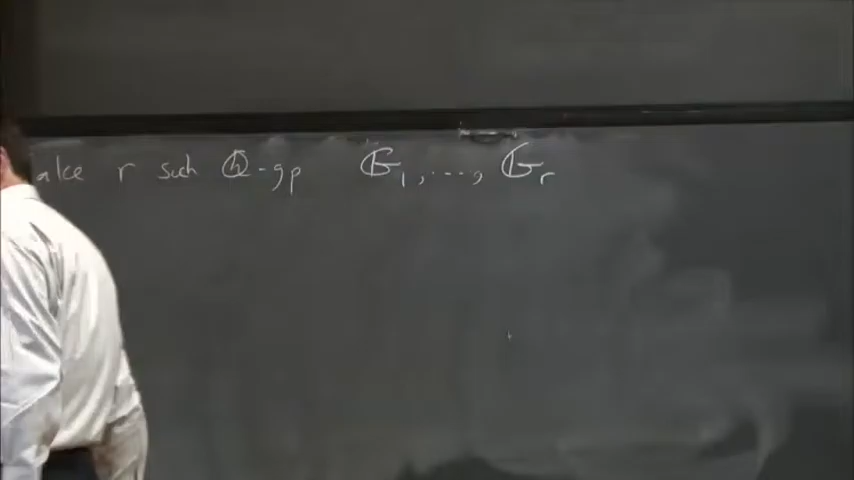 ake r such ℚ-gp 𝔾₁, ..., 𝔾ᵣ